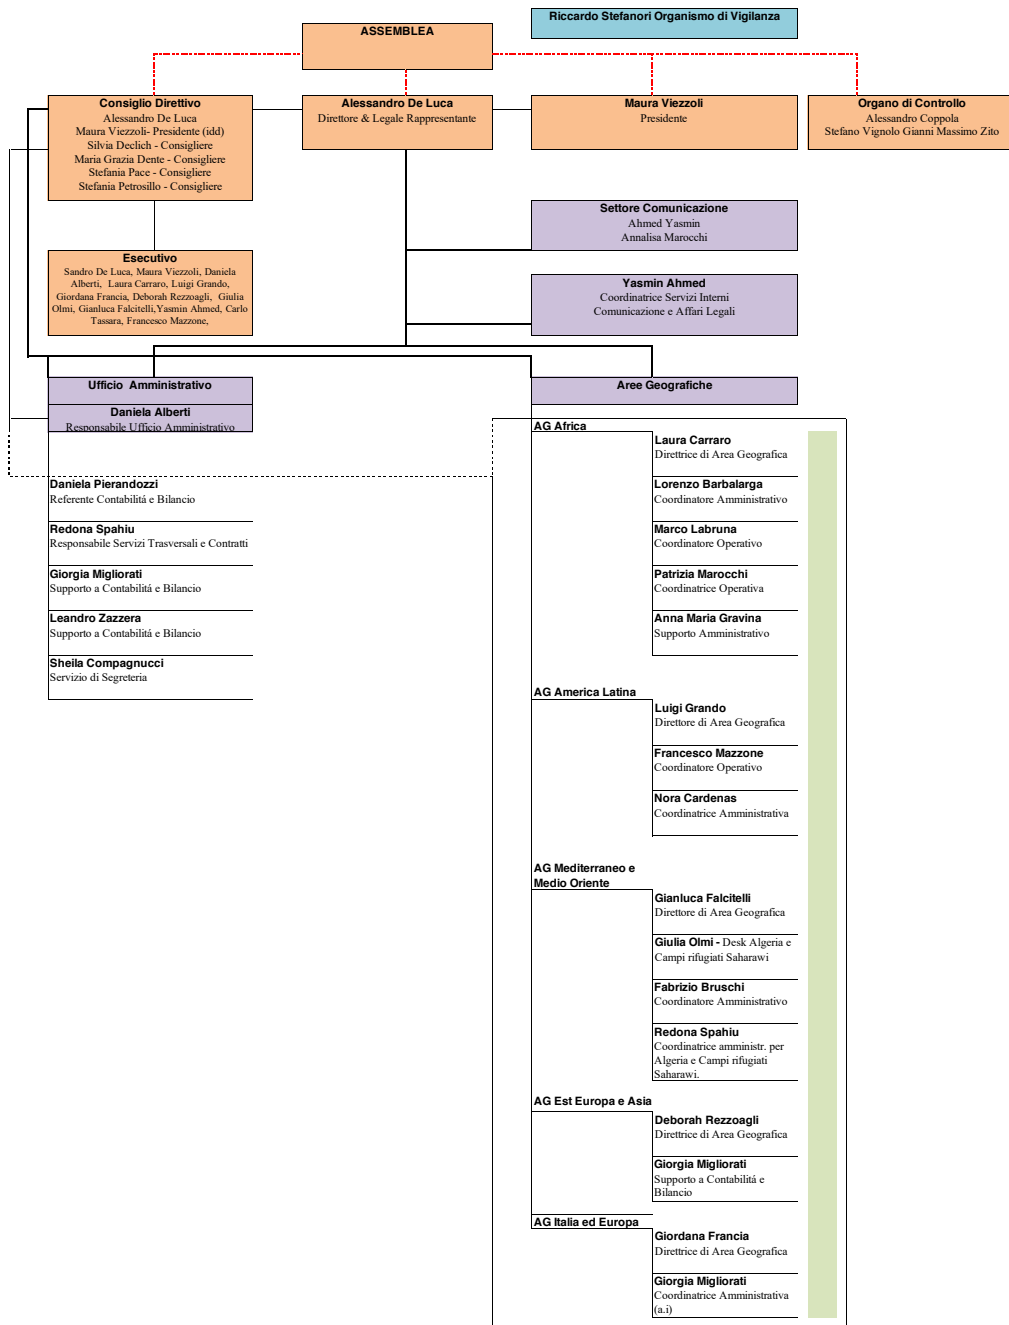 Riccardo Stefanori Organismo di Vigilanza
ASSEMBLEA
Consiglio Direttivo
Alessandro De Luca
Maura Viezzoli- Presidente (idd)
Silvia Declich - Consigliere
Maria Grazia Dente - Consigliere
Stefania Pace - Consigliere
Stefania Petrosillo - Consigliere
Alessandro De Luca
Direttore & Legale Rappresentante
Maura Viezzoli
Presidente
Organo di Controllo
Alessandro Coppola
Stefano Vignolo Gianni Massimo Zito
Settore Comunicazione
Ahmed Yasmin
Annalisa Marocchi
Esecutivo
Sandro De Luca, Maura Viezzoli, Daniela
Alberti, Laura Carraro, Luigi Grando,
Giordana Francia, Deborah Rezzoagli, Giulia
Olmi, Gianluca Falcitelli,Yasmin Ahmed, Carlo
Tassara, Francesco Mazzone,
Yasmin Ahmed
Coordinatrice Servizi Interni
Comunicazione e Affari Legali
Ufficio Amministrativo
Daniela Alberti
Responsabile Ufficio Amministrativo
Daniela Pierandozzi
Referente Contabilitá e Bilancio
Redona Spahiu
Responsabile Servizi Trasversali e Contratti
Giorgia Migliorati
Supporto a Contabilitá e Bilancio
Leandro Zazzera
Supporto a Contabilitá e Bilancio
Sheila Compagnucci
Servizio di Segreteria
Aree Geografiche
AG Africa
Laura Carraro
Direttrice di Area Geografica
Lorenzo Barbalarga
Coordinatore Amministrativo
Marco Labruna
Coordinatore Operativo
Patrizia Marocchi
Coordinatrice Operativa
Anna Maria Gravina
Supporto Amministrativo
AG America Latina
Luigi Grando
Direttore di Area Geografica
Francesco Mazzone
Coordinatore Operativo
Nora Cardenas
Coordinatrice Amministrativa
AG Mediterraneo e
Medio Oriente
Gianluca Falcitelli
Direttore di Area Geografica
Giulia Olmi - Desk Algeria e
Campi rifugiati Saharawi
Fabrizio Bruschi
Coordinatore Amministrativo
Redona Spahiu
Coordinatrice amministr. per
Algeria e Campi rifugiati
Saharawi.
AG Est Europa e Asia
Deborah Rezzoagli
Direttrice di Area Geografica
Giorgia Migliorati
Supporto a Contabilitá e
Bilancio
AG Italia ed Europa
Giordana Francia
Direttrice di Area Geografica
Giorgia Migliorati
Coordinatrice Amministrativa
(a.i)